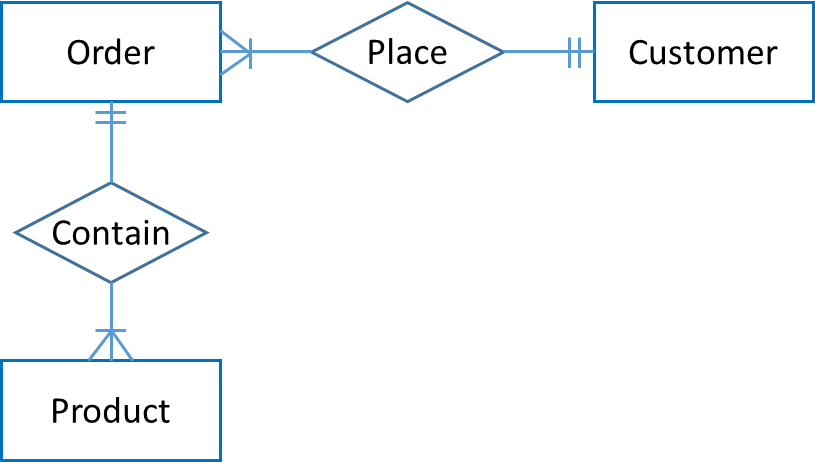 Order
Place
Customer
Contain
Product